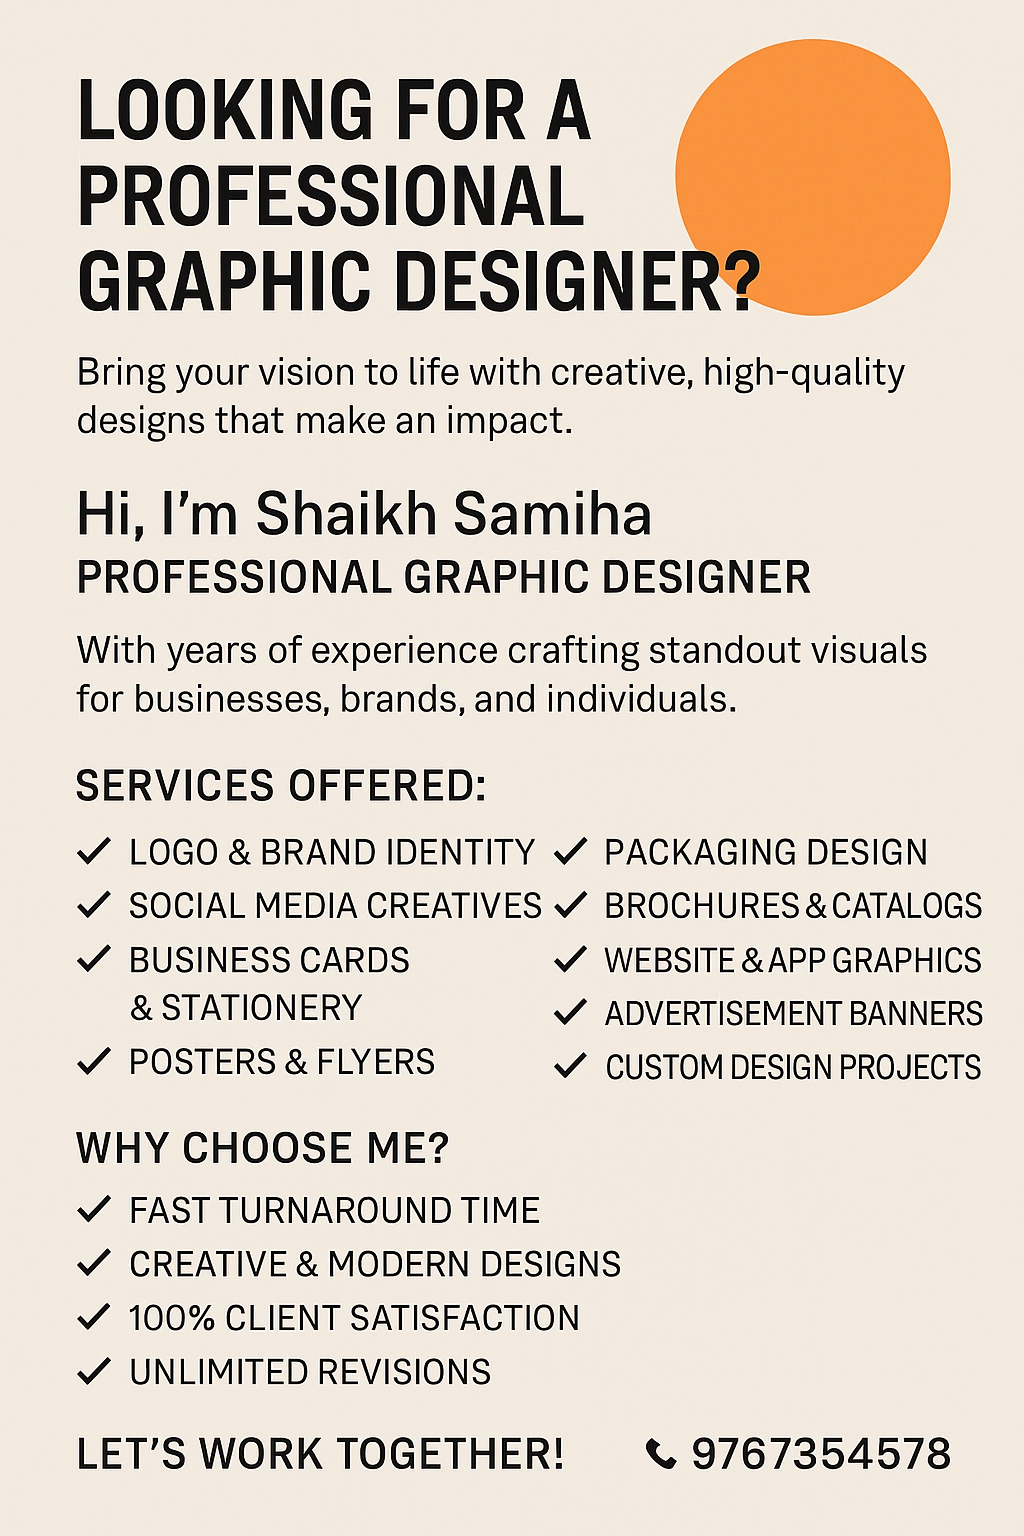 LOOKING FOR A
PROFESSIONAL
GRAPHIC DESIGNER?
Bring your vision to life with creative, high-quality
designs that make an impact.
Hi, I’m Shaikh Samiha
PROFESSIONAL GRAPHIC DESIGNER
With years of experience crafting standout visuals
for businesses, brands, and individuals.
SERVICES OFFERED:
✓ LOGO & BRAND IDENTITY
✓ SOCIAL MEDIA CREATIVES
✓ BUSINESS CARDS
& STATIONERY
✓ POSTERS & FLYERS
✓ PACKAGING DESIGN
✓ BROCHURES & CATALOGS
✓ WEBSITE & APP GRAPHICS
✓ ADVERTISEMENT BANNERS
✓ CUSTOM DESIGN PROJECTS
WHY CHOOSE ME?
✓ FAST TURNAROUND TIME
✓ CREATIVE & MODERN DESIGNS
✓ 100% CLIENT SATISFACTION
✓ UNLIMITED REVISIONS
LET’S WORK TOGETHER!
9767354578